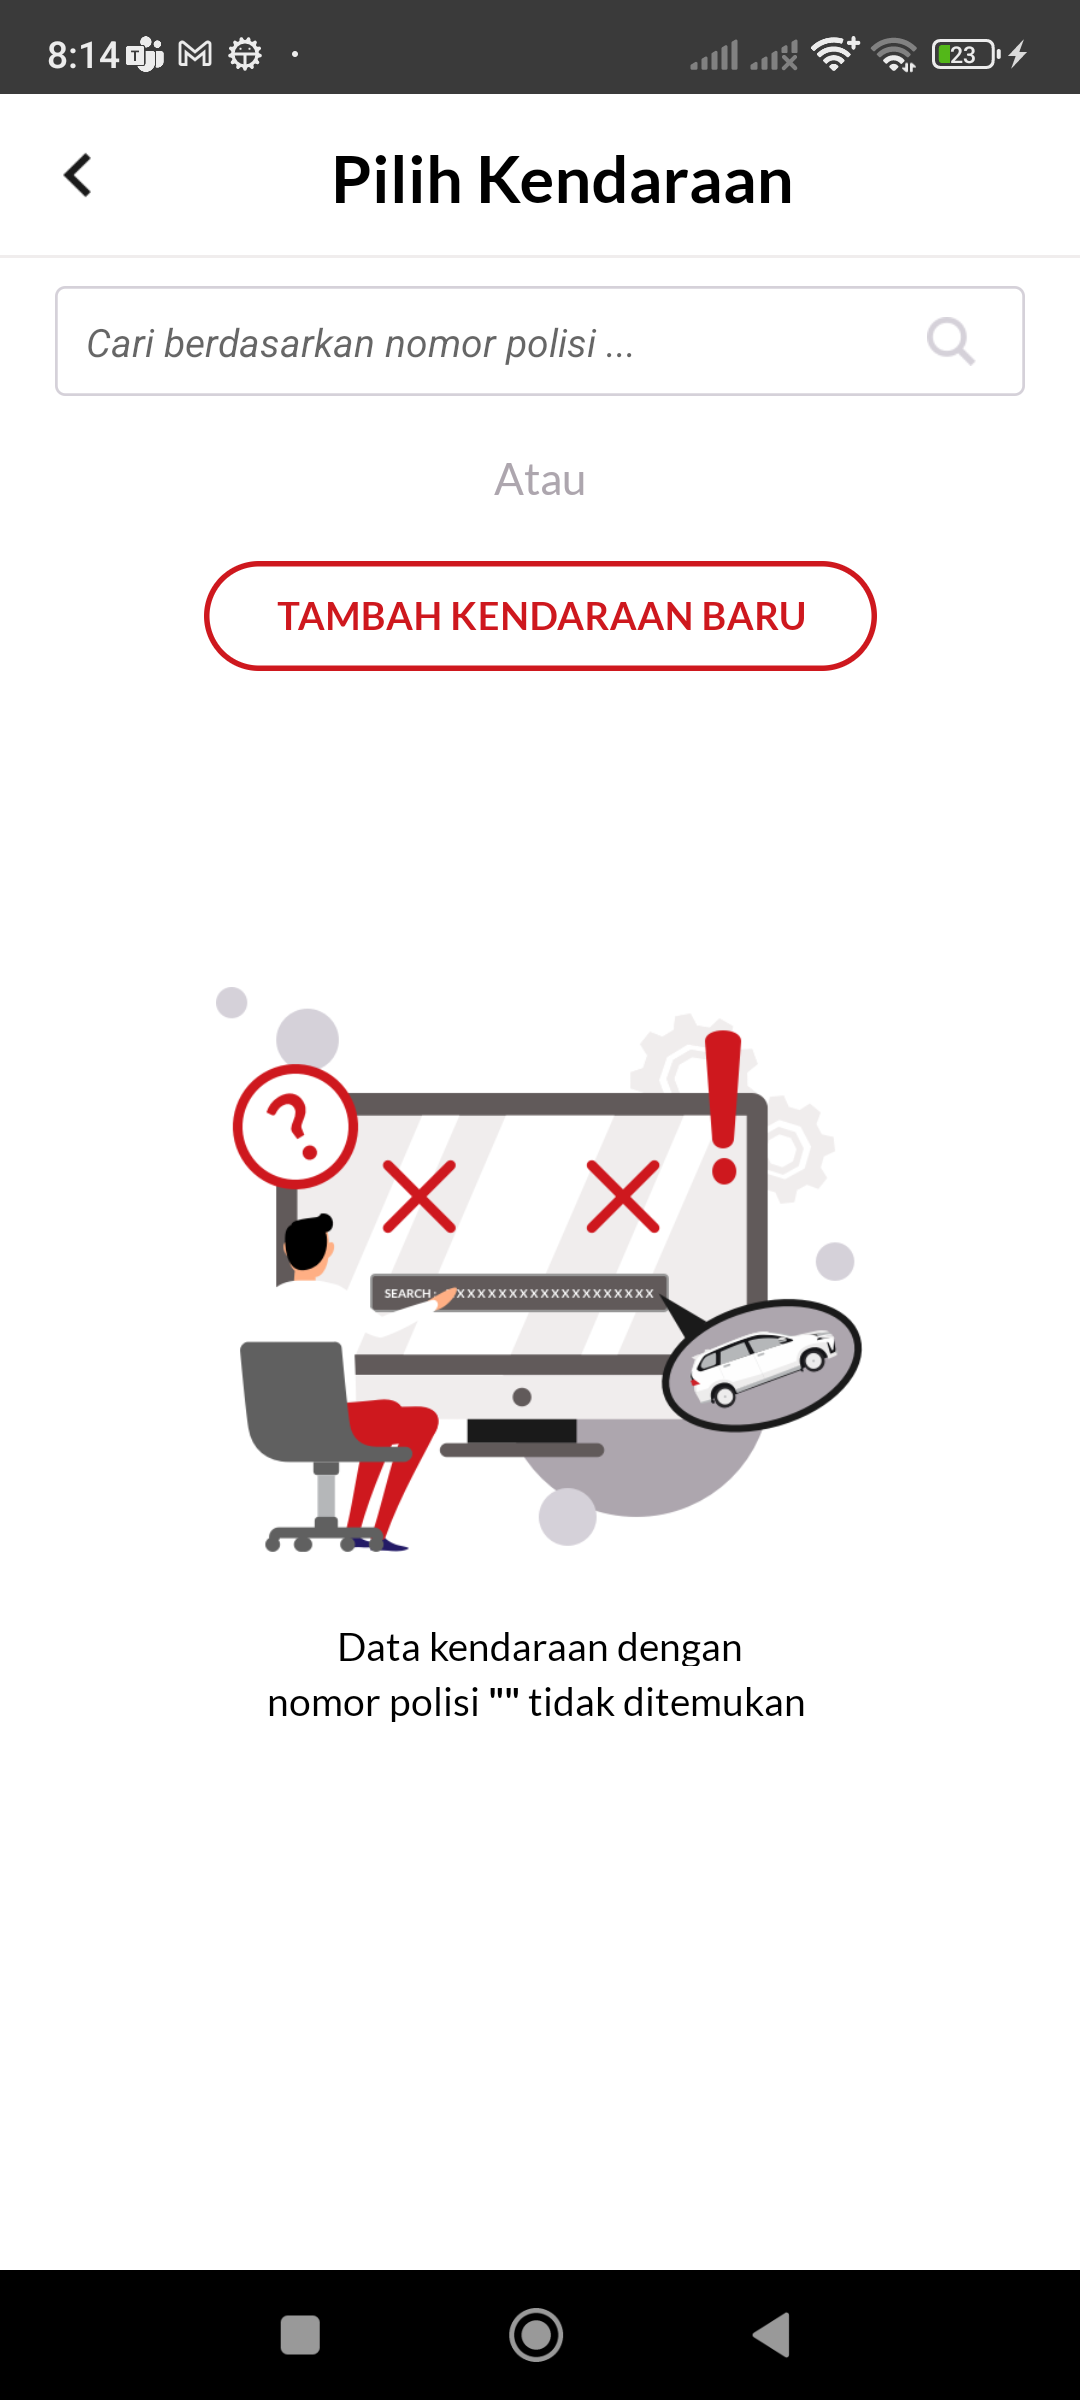 8:14
23
Pilih Kendaraan
Cari berdasarkan nomor polisi ...
Atau
TAMBAH KENDARAAN BARU
SEARCH: XXXXXXXXXXXXXXXXXXX
Data kendaraan dengan
nomor polisi "" tidak ditemukan